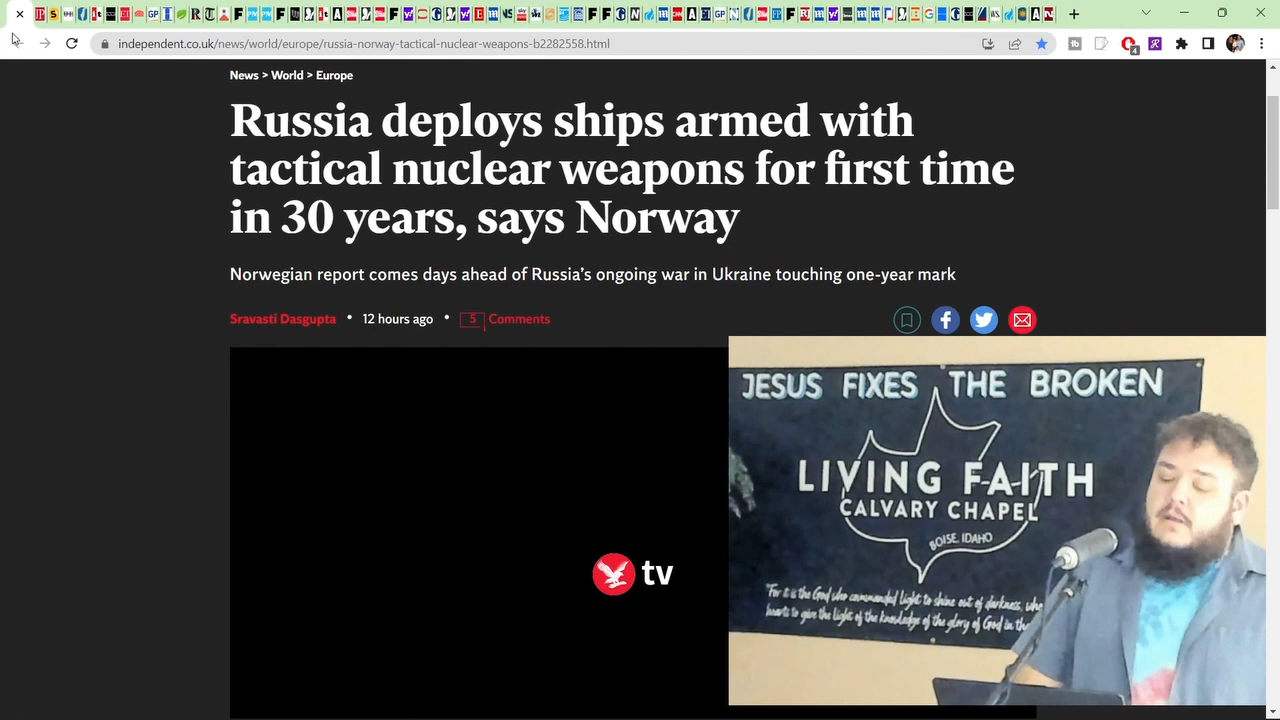 independent.co.uk/news/world/europe/russia-norway-tactical-nuclear-weapons-b2282558.html
4
News > World > Europe
Russia deploys ships armed with
tactical nuclear weapons for first time
in 30 years, says Norway
Norwegian report comes days ahead of Russia's ongoing war in Ukraine touching one-year mark
Sravasti Dasgupta • 12 hours ago • 5 Comments
tv
JESUS FIXES THE BROKEN
LIVING FAITH
CALVARY CHAPEL
BOISE, IDAHO
"For it is the God who commanded light to shine out of darkness, who
hearts to give the light of the knowledge of the glory of God in the